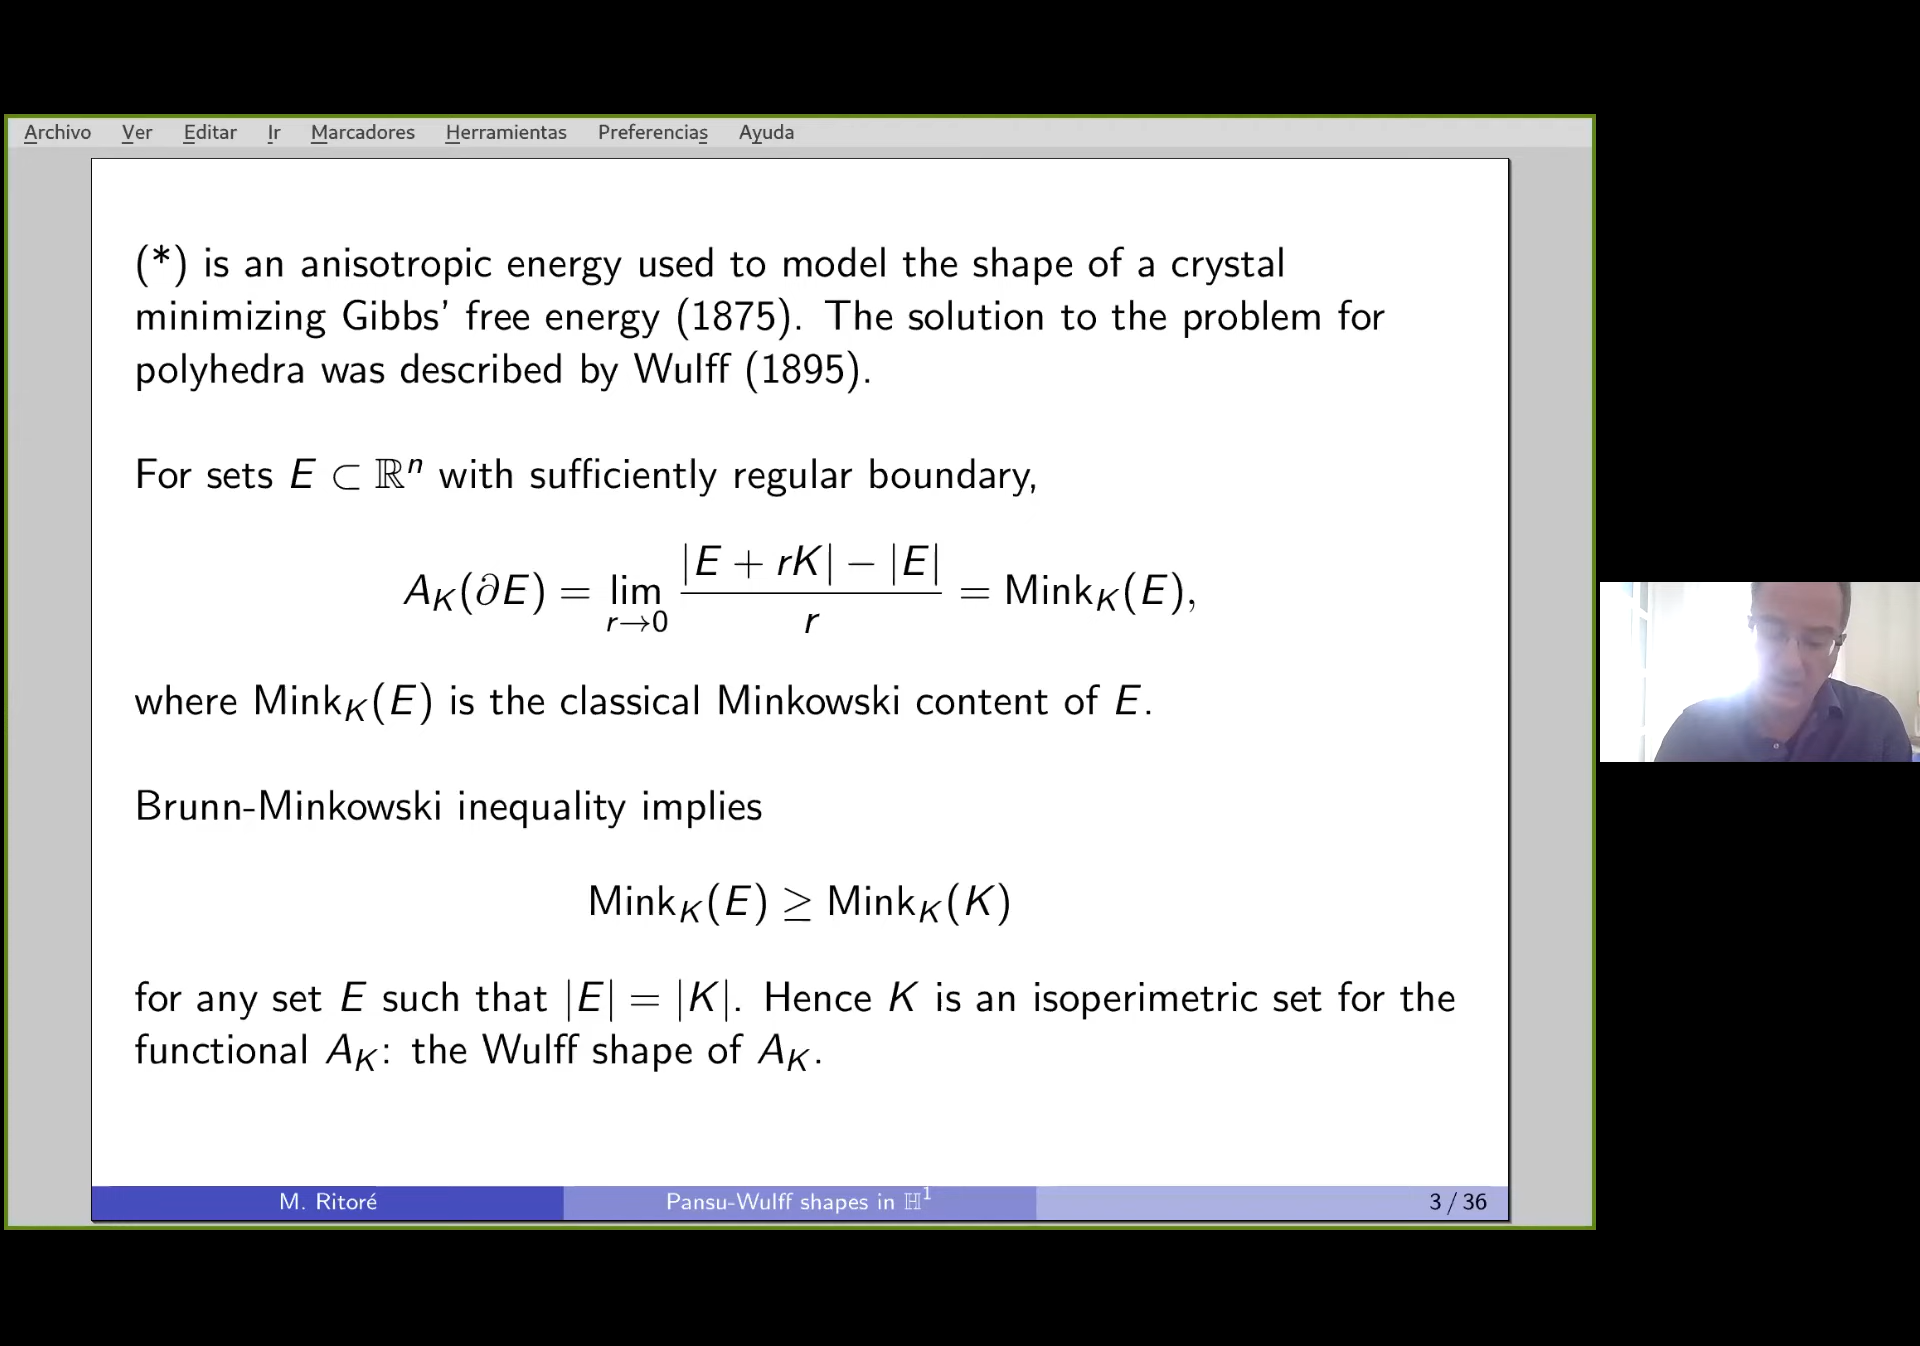 Archivo Ver Editar Ir Marcadores Herramientas Preferencias Ayuda
(*) is an anisotropic energy used to model the shape of a crystal
minimizing Gibbs' free energy (1875). The solution to the problem for
polyhedra was described by Wulff (1895).
For sets E ⊂ ℝⁿ with sufficiently regular boundary,
A_K(∂E) = lim_{r→0} (|E + rK| − |E|) / r = Mink_K(E),
where Mink_K(E) is the classical Minkowski content of E.
Brunn-Minkowski inequality implies
Mink_K(E) ≥ Mink_K(K)
for any set E such that |E| = |K|. Hence K is an isoperimetric set for the
functional A_K: the Wulff shape of A_K.
M. Ritoré Pansu-Wulff shapes in ℍ¹ 3 / 36